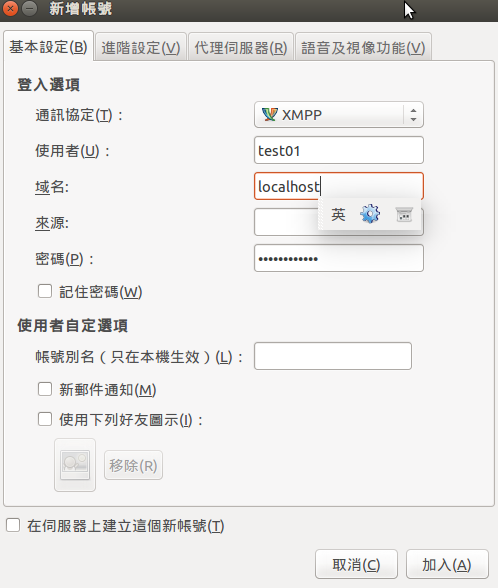 新增帳號
基本設定(B) 進階設定(V) 代理伺服器(R) 語音及視像功能(V)
登入選項
通訊協定(T)： XMPP
使用者(U)： test01
域名: localhost
英
來源:
密碼(P)： ••••••••••••
記住密碼(W)
使用者自定選項
帳號別名（只在本機生效）(L)：
新郵件通知(M)
使用下列好友圖示(I)：
移除(R)
在伺服器上建立這個新帳號(T)
取消(C) 加入(A)